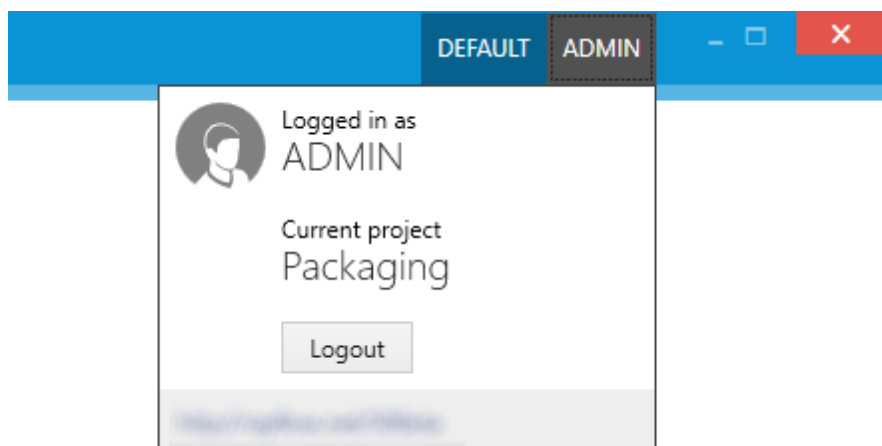 DEFAULT ADMIN
Logged in as
ADMIN
Current project
Packaging
Logout